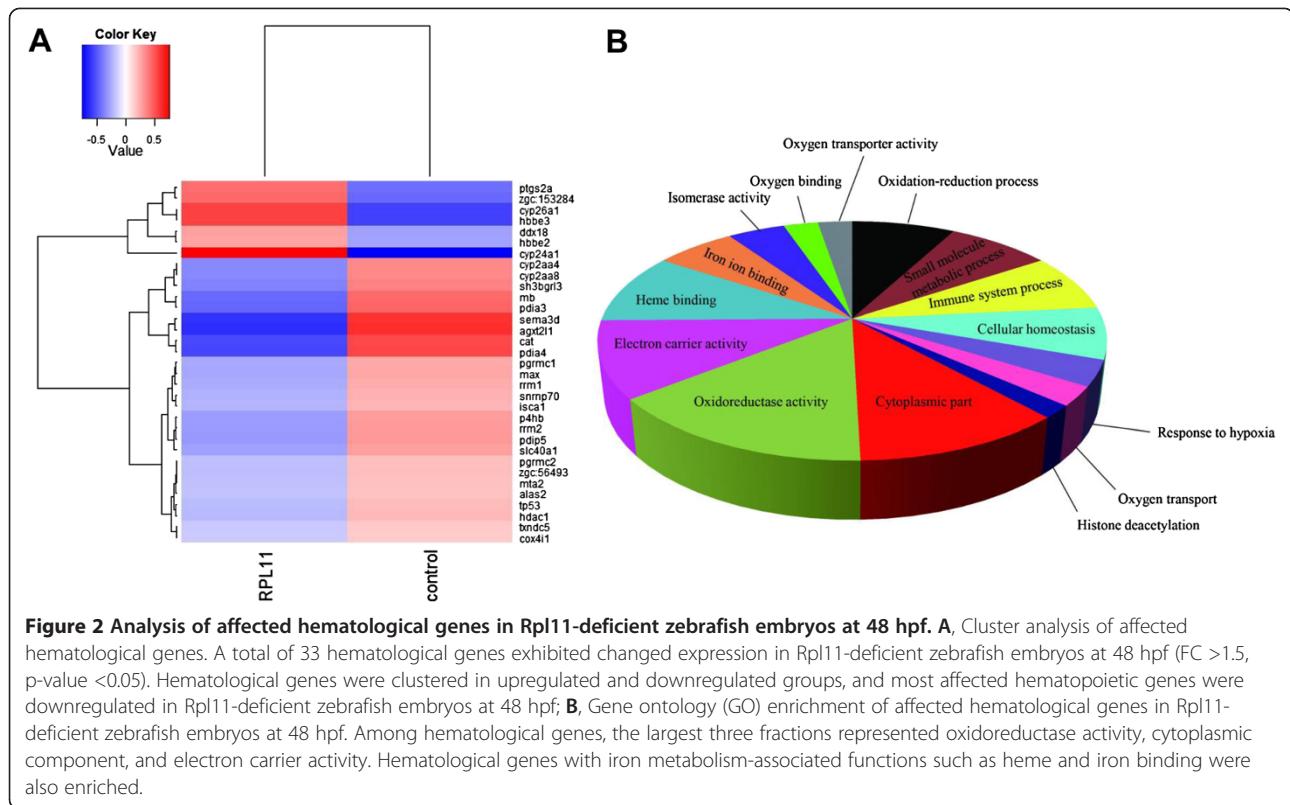 A
Color Key
-0.5 0 0.5
Value
ptgs2a
zgc:153284
cyp26a1
hbbe3
ddx18
hbbe2
cyp24a1
cyp2aa4
cyp2aa8
sh3bgrl3
mb
pdia3
sema3d
agxt2l1
cat
pdia4
pgrmc1
max
rrm1
snrnp70
isca1
p4hb
rrm2
pdip5
slc40a1
pgrmc2
zgc:56493
mta2
alas2
tp53
hdac1
txndc5
cox4i1
RPL11
control
B
Oxygen transporter activity
Oxygen binding
Oxidation-reduction process
Isomerase activity
Small molecule
metabolic process
Iron ion binding
Immune system process
Heme binding
Cellular homeostasis
Electron carrier activity
Oxidoreductase activity
Cytoplasmic part
Response to hypoxia
Oxygen transport
Histone deacetylation
Figure 2 Analysis of affected hematological genes in Rpl11-deficient zebrafish embryos at 48 hpf. A, Cluster analysis of affected
hematological genes. A total of 33 hematological genes exhibited changed expression in Rpl11-deficient zebrafish embryos at 48 hpf (FC >1.5,
p-value <0.05). Hematological genes were clustered in upregulated and downregulated groups, and most affected hematopoietic genes were
downregulated in Rpl11-deficient zebrafish embryos at 48 hpf; B, Gene ontology (GO) enrichment of affected hematological genes in Rpl11-
deficient zebrafish embryos at 48 hpf. Among hematological genes, the largest three fractions represented oxidoreductase activity, cytoplasmic
component, and electron carrier activity. Hematological genes with iron metabolism-associated functions such as heme and iron binding were
also enriched.